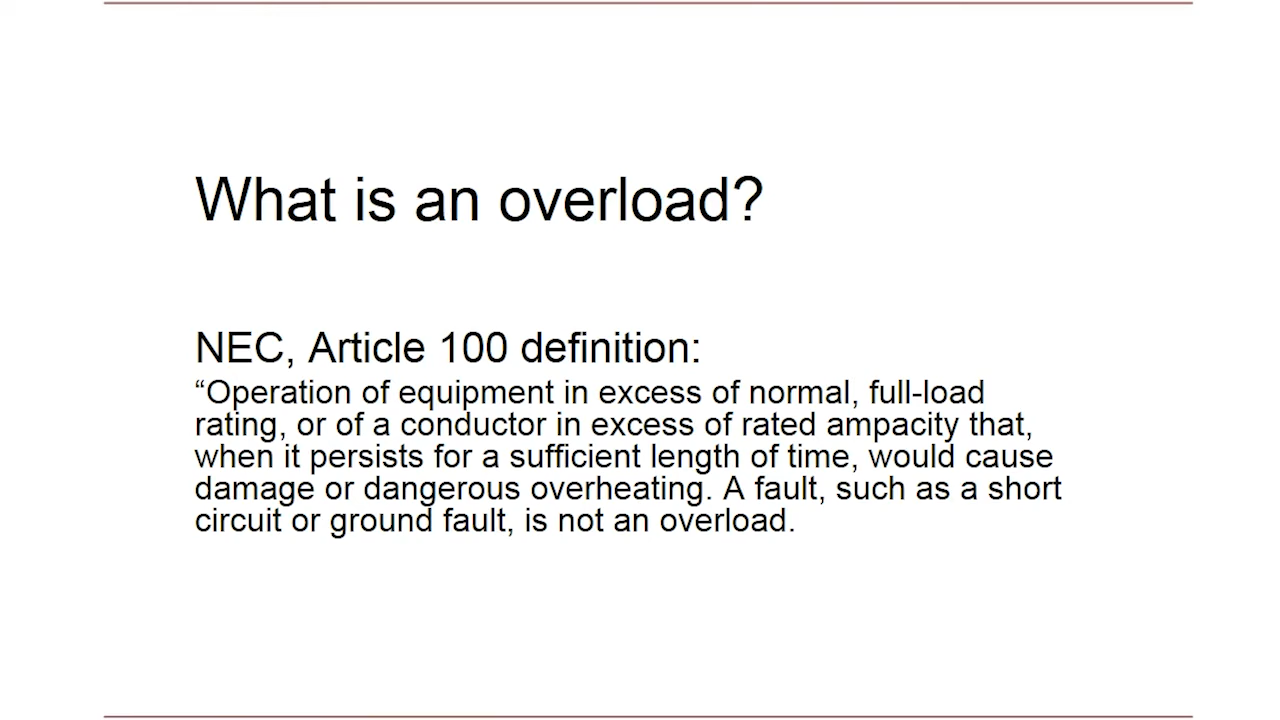 What is an overload?
NEC, Article 100 definition:
“Operation of equipment in excess of normal, full-load
rating, or of a conductor in excess of rated ampacity that,
when it persists for a sufficient length of time, would cause
damage or dangerous overheating. A fault, such as a short
circuit or ground fault, is not an overload.